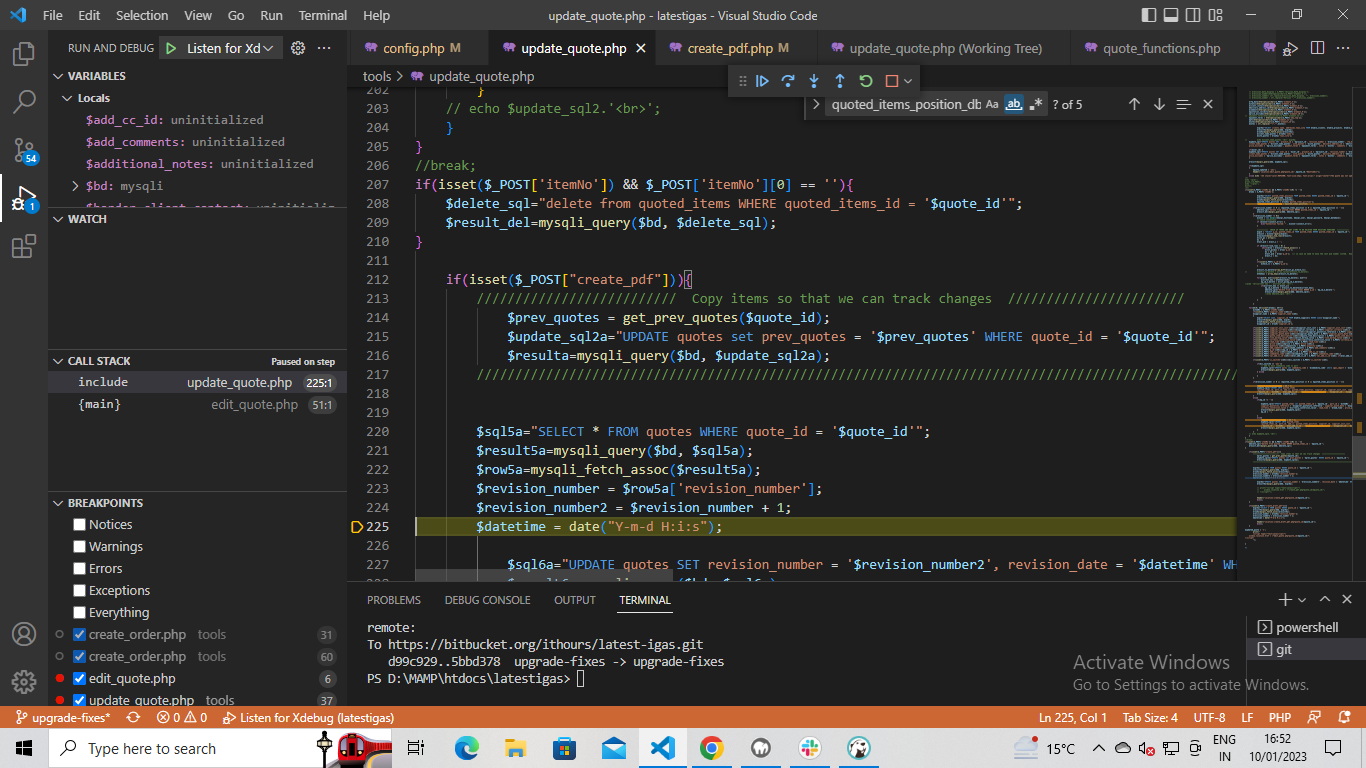 File Edit Selection View Go Run Terminal Help update_quote.php - latestigas - Visual Studio Code
RUN AND DEBUG Listen for Xd
config.php M update_quote.php create_pdf.php M update_quote.php (Working Tree) quote_functions.php
tools > update_quote.php
quoted_items_position_db Aa ab .* ? of 5
VARIABLES
Locals
$add_cc_id: uninitialized
$add_comments: uninitialized
$additional_notes: uninitialized
$bd: mysqli
WATCH
CALL STACK Paused on step
include update_quote.php 225:1
{main} edit_quote.php 51:1
BREAKPOINTS
Notices
Warnings
Errors
Exceptions
Everything
create_order.php tools 31
create_order.php tools 60
edit_quote.php 6
update_quote.php tools 37
54
1
202 }
203 // echo $update_sql2.'<br>';
204 }
205 }
206 //break;
207 if(isset($_POST['itemNo']) && $_POST['itemNo'][0] == ''){
208 $delete_sql="delete from quoted_items WHERE quoted_items_id = '$quote_id'";
209 $result_del=mysqli_query($bd, $delete_sql);
210 }
211
212 if(isset($_POST["create_pdf"])){
213 ////////////////////////// Copy items so that we can track changes ///////////////////////
214 $prev_quotes = get_prev_quotes($quote_id);
215 $update_sql2a="UPDATE quotes set prev_quotes = '$prev_quotes' WHERE quote_id = '$quote_id'";
216 $resulta=mysqli_query($bd, $update_sql2a);
217 ///////////////////////////////////////////////////////////////////////////////////////////////////
218
219
220 $sql5a="SELECT * FROM quotes WHERE quote_id = '$quote_id'";
221 $result5a=mysqli_query($bd, $sql5a);
222 $row5a=mysqli_fetch_assoc($result5a);
223 $revision_number = $row5a['revision_number'];
224 $revision_number2 = $revision_number + 1;
225 $datetime = date("Y-m-d H:i:s");
226
227 $sql6a="UPDATE quotes SET revision_number = '$revision_number2', revision_date = '$datetime' WH
PROBLEMS DEBUG CONSOLE OUTPUT TERMINAL
remote:
To https://bitbucket.org/ithours/latest-igas.git
d99c929..5bbd378 upgrade-fixes -> upgrade-fixes
PS D:\MAMP\htdocs\latestigas>
powershell
git
Activate Windows
Go to Settings to activate Windows.
upgrade-fixes* 0 0 Listen for Xdebug (latestigas) Ln 225, Col 1 Tab Size: 4 UTF-8 LF PHP
Type here to search
15°C
ENG
IN
16:52
10/01/2023